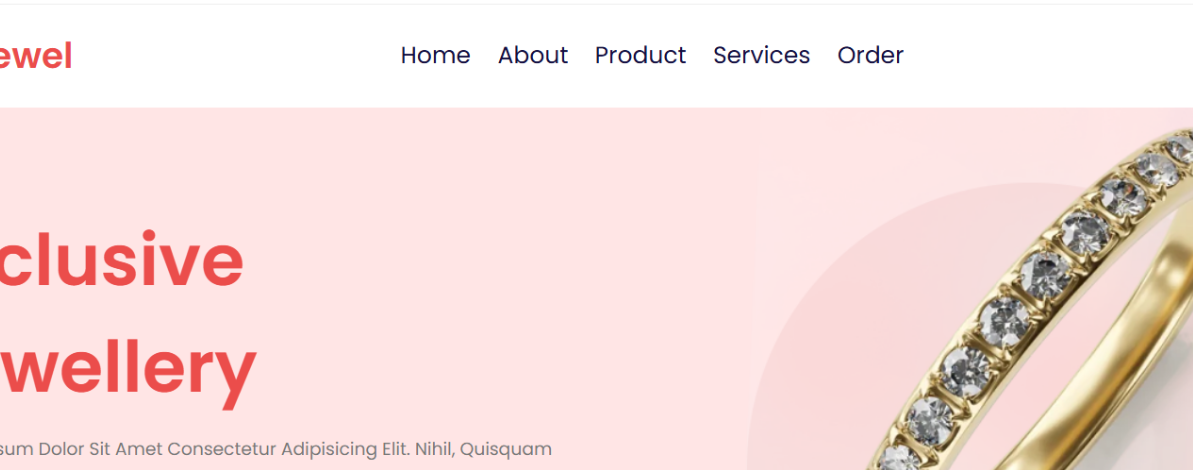 ewel
Home About Product Services Order
clusive
wellery
sum Dolor Sit Amet Consectetur Adipisicing Elit. Nihil, Quisquam